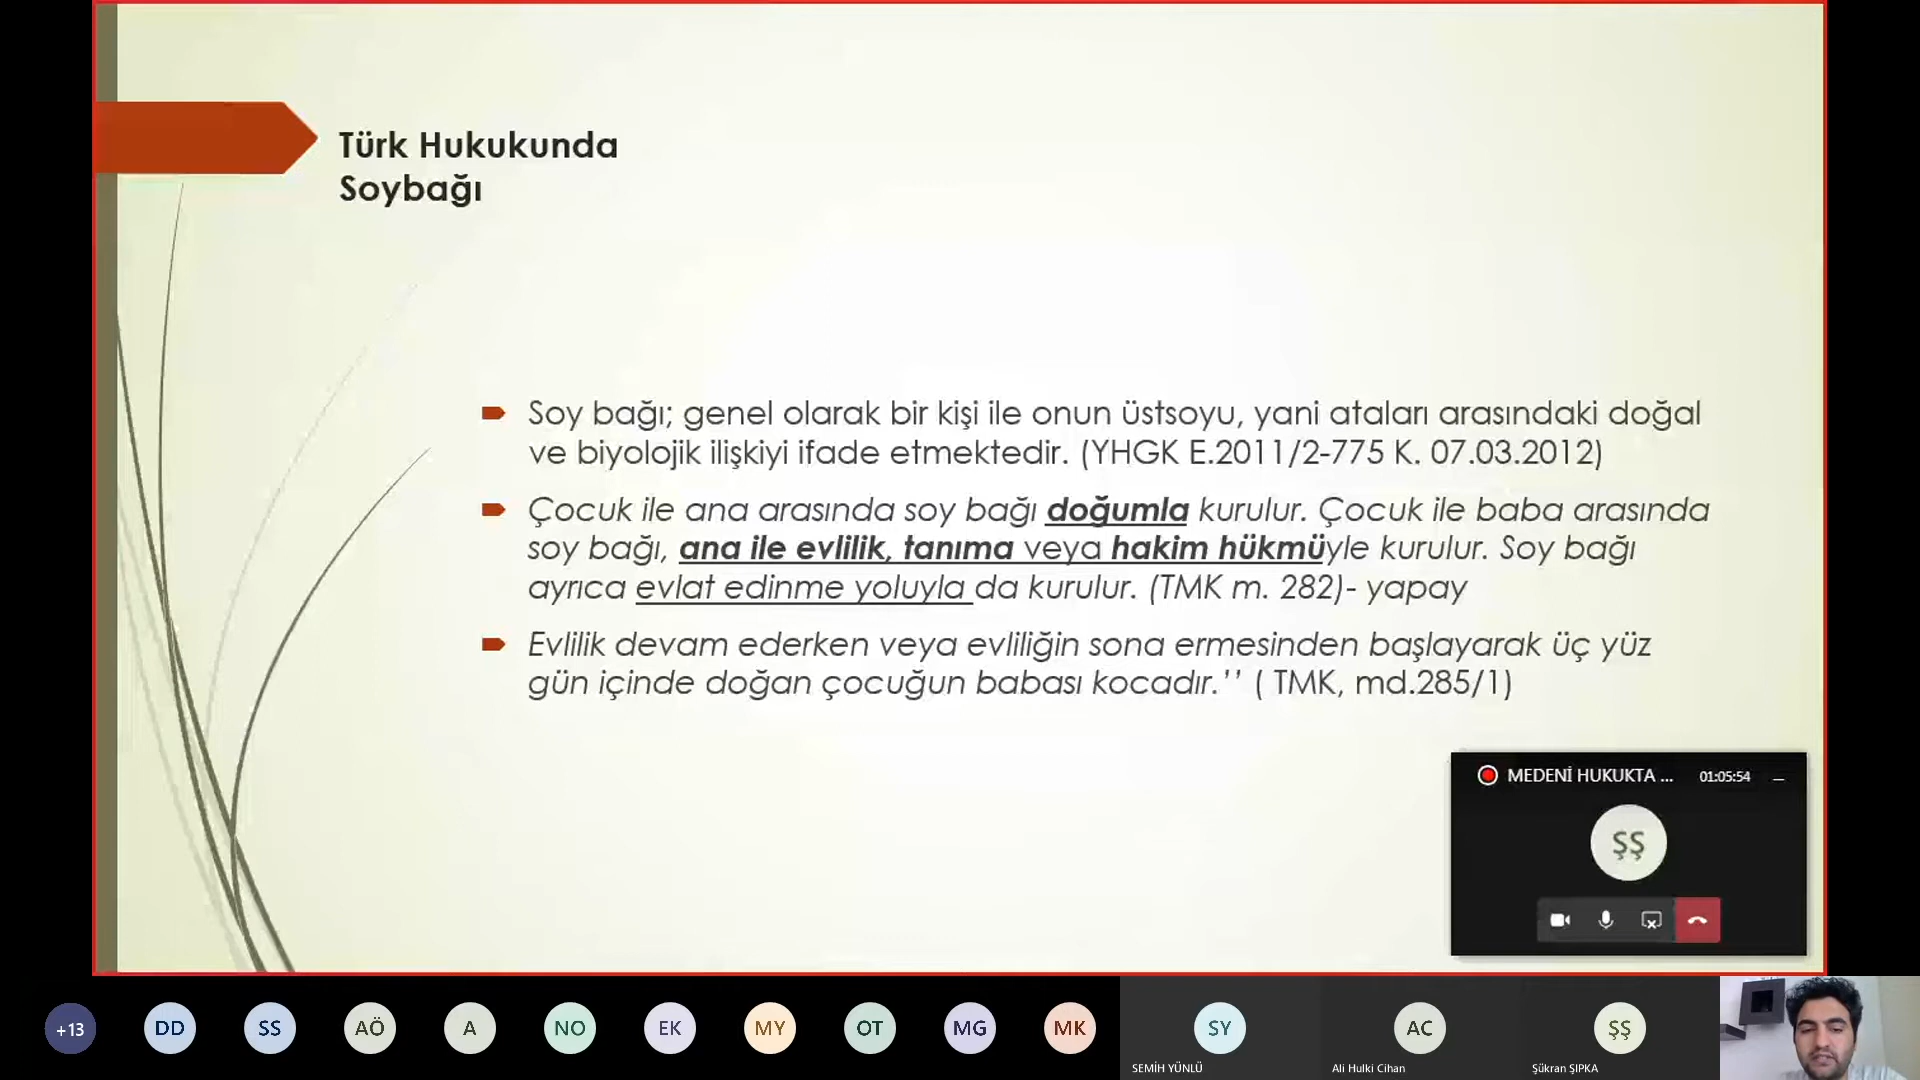 Türk Hukukunda
Soybağı
Soy bağı; genel olarak bir kişi ile onun üstsoyu, yani ataları arasındaki doğal
ve biyolojik ilişkiyi ifade etmektedir. (YHGK E.2011/2-775 K. 07.03.2012)
Çocuk ile ana arasında soy bağı doğumla kurulur. Çocuk ile baba arasında
soy bağı, ana ile evlilik, tanıma veya hakim hükmüyle kurulur. Soy bağı
ayrıca evlat edinme yoluyla da kurulur. (TMK m. 282)- yapay
Evlilik devam ederken veya evliliğin sona ermesinden başlayarak üç yüz
gün içinde doğan çocuğun babası kocadır.’’ ( TMK, md.285/1)
MEDENİ HUKUKTA ... 01:05:54
ŞŞ
+13 DD SS AÖ A NO EK MY OT MG MK SY AC ŞŞ
SEMİH YÜNLÜ Ali Hulki Cihan Şükran ŞIPKA